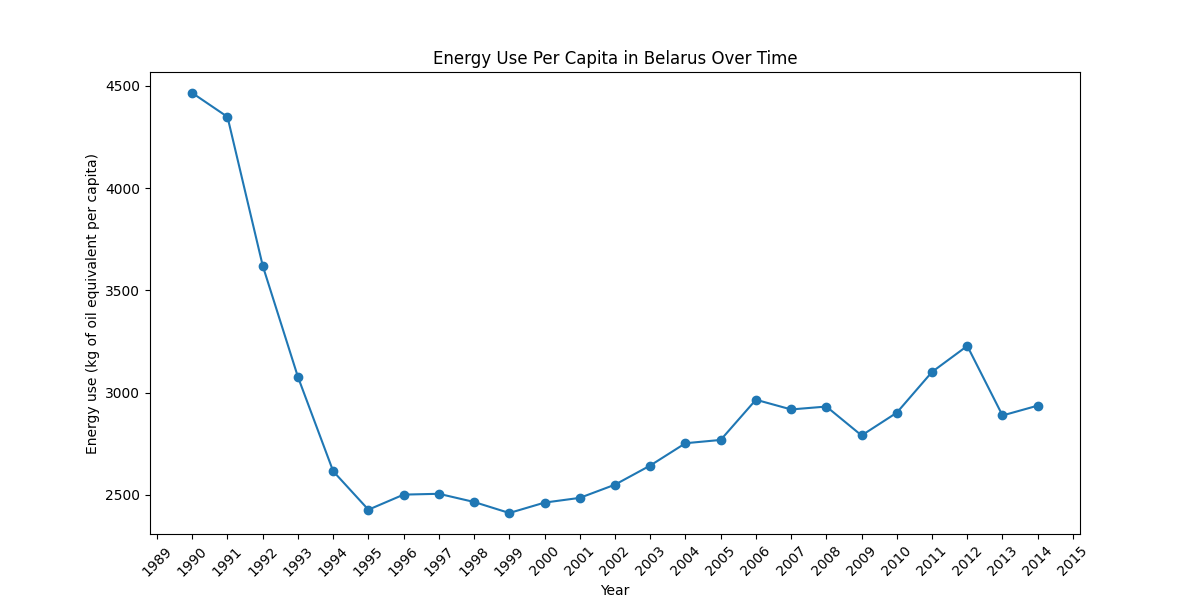 Energy Use Per Capita in Belarus Over Time
Energy use (kg of oil equivalent per capita)
4500
4000
3500
3000
2500
1989 1990 1991 1992 1993 1994 1995 1996 1997 1998 1999 2000 2001 2002 2003 2004 2005 2006 2007 2008 2009 2010 2011 2012 2013 2014 2015
Year